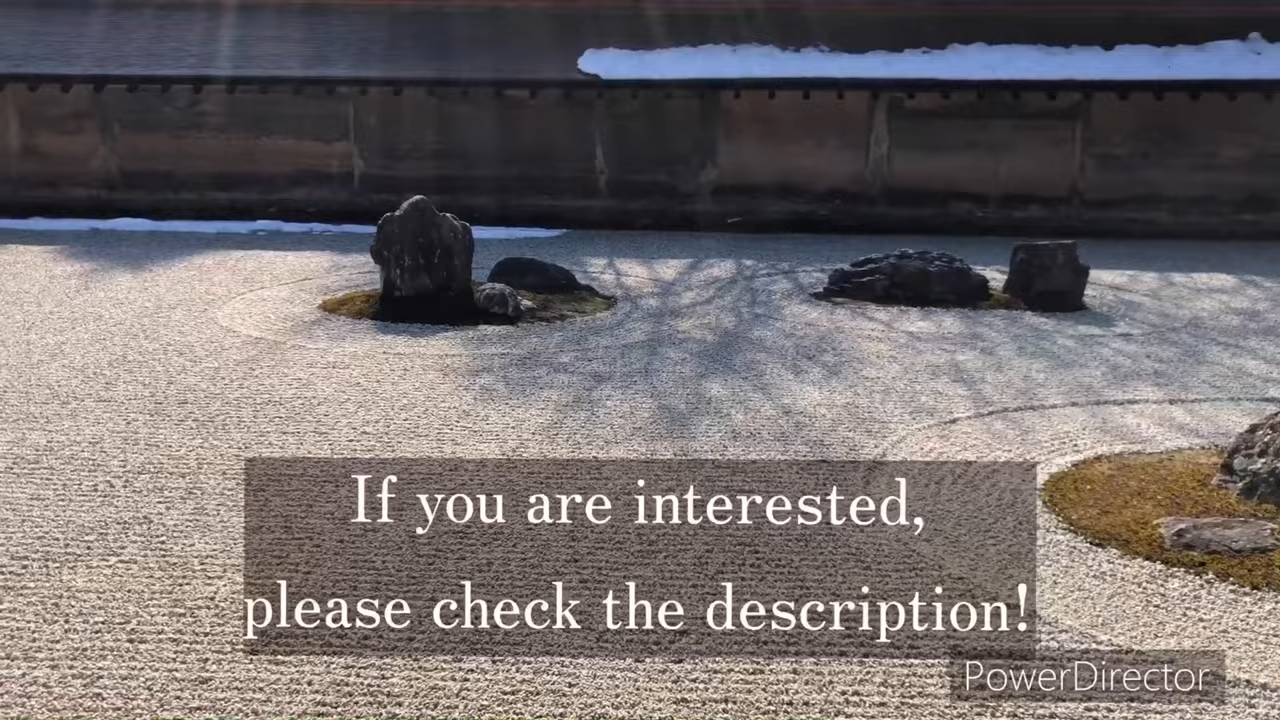 If you are interested,
please check the description!
PowerDirector